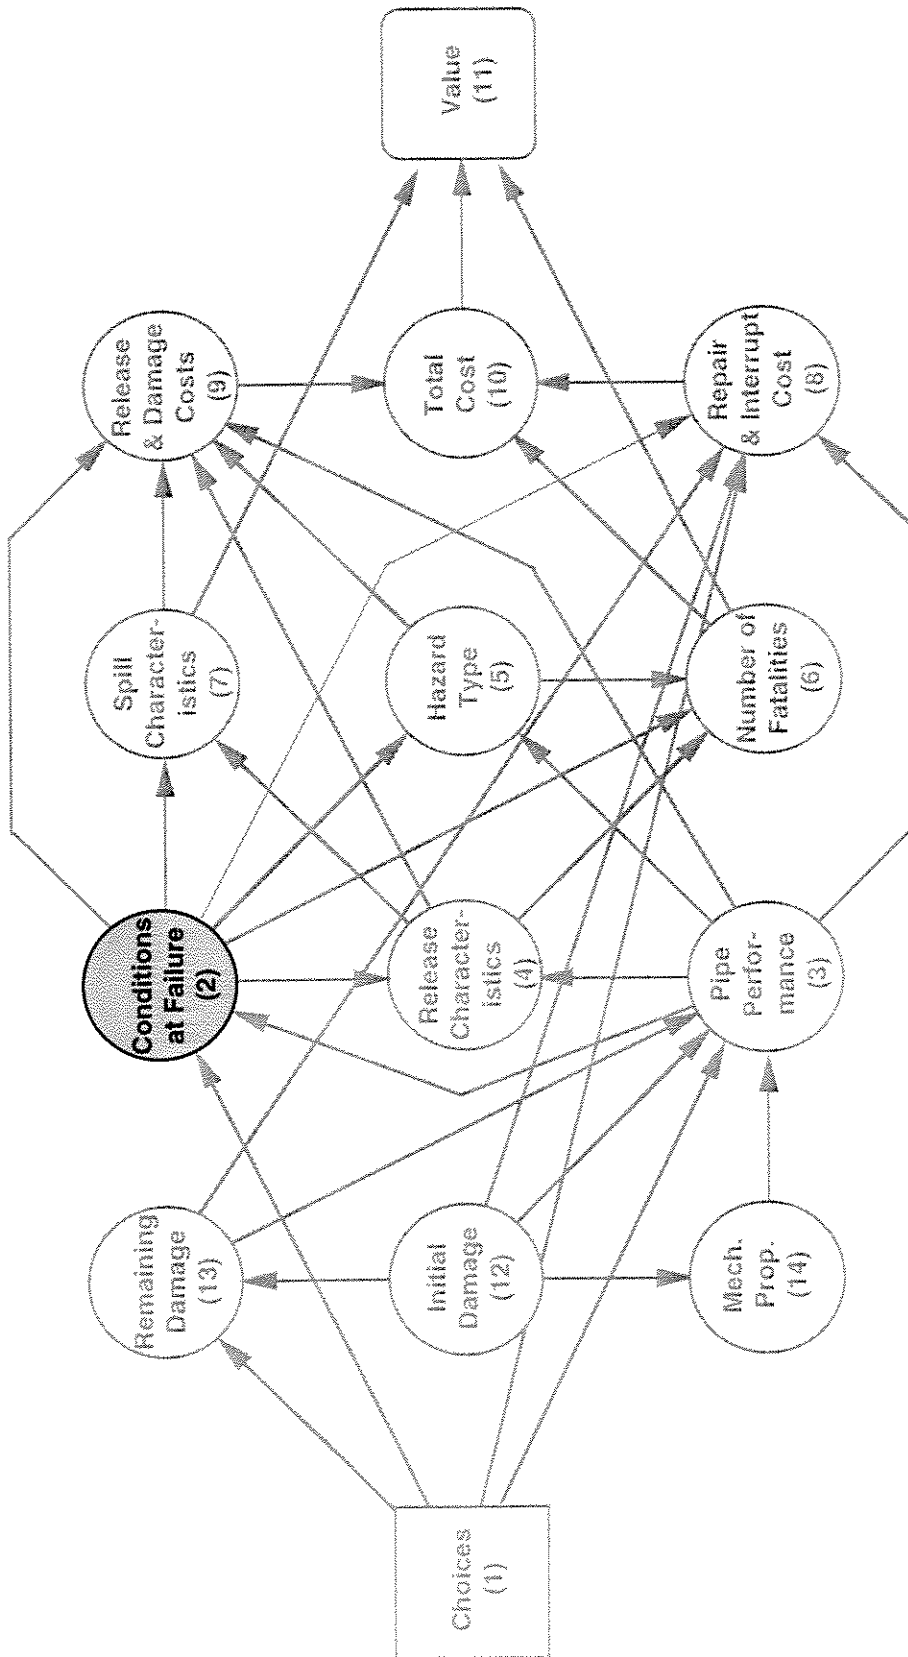 Choices
(1)
Remaining
Damage
(13)
Initial
Damage
(12)
Mech.
Prop.
(14)
Conditions
at Failure
(2)
Release
Character-
istics
(4)
Pipe
Perfor-
mance
(3)
Spill
Character-
istics
(7)
Hazard
Type
(5)
Number of
Fatalities
(6)
Release
& Damage
Costs
(9)
Total
Cost
(10)
Repair
& Interrupt
Cost
(8)
Value
(11)